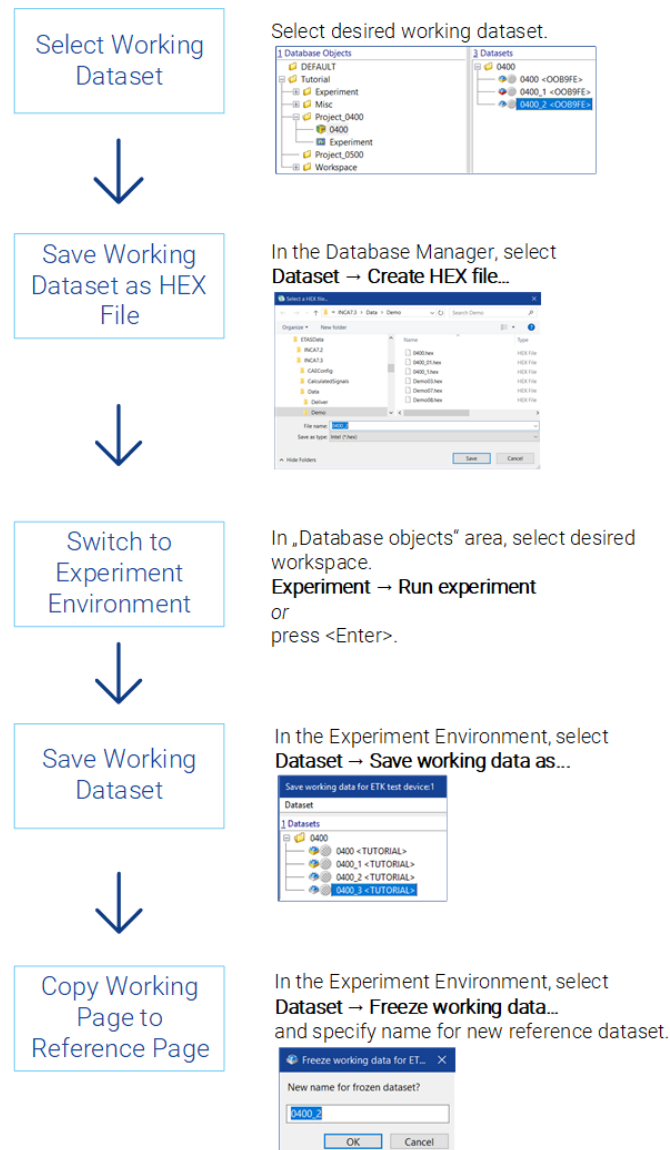 Select Working
Dataset
Select desired working dataset.
1 Database Objects
DEFAULT
Tutorial
Experiment
Misc
Project_0400
0400
Experiment
Project_0500
Workspace
3 Datasets
0400
0400 <OOB9FE>
0400_1 <OOB9FE>
0400_2 <OOB9FE>
Save Working
Dataset as HEX
File
In the Database Manager, select
Dataset → Create HEX file...
Select a HEX file...
« INCA7.3 › Data › Demo
Search Demo
Organize
New folder
ETASData
INCA7.2
INCA7.3
CAEConfig
CalculatedSignals
Data
Deliver
Demo
Name
Type
0400.hex
HEX File
0400_01.hex
HEX File
0400_1.hex
HEX File
Demo03.hex
HEX File
Demo07.hex
HEX File
Demo08.hex
HEX File
File name: 0400_2
Save as type: Intel (*.hex)
Hide Folders
Save
Cancel
Switch to
Experiment
Environment
In „Database objects“ area, select desired
workspace.
Experiment → Run experiment
or
press <Enter>.
Save Working
Dataset
In the Experiment Environment, select
Dataset → Save working data as...
Save working data for ETK test device:1
Dataset
1 Datasets
0400
0400 <TUTORIAL>
0400_1 <TUTORIAL>
0400_2 <TUTORIAL>
0400_3 <TUTORIAL>
Copy Working
Page to
Reference Page
In the Experiment Environment, select
Dataset → Freeze working data...
and specify name for new reference dataset.
Freeze working data for ET...
New name for frozen dataset?
0400_2
OK
Cancel